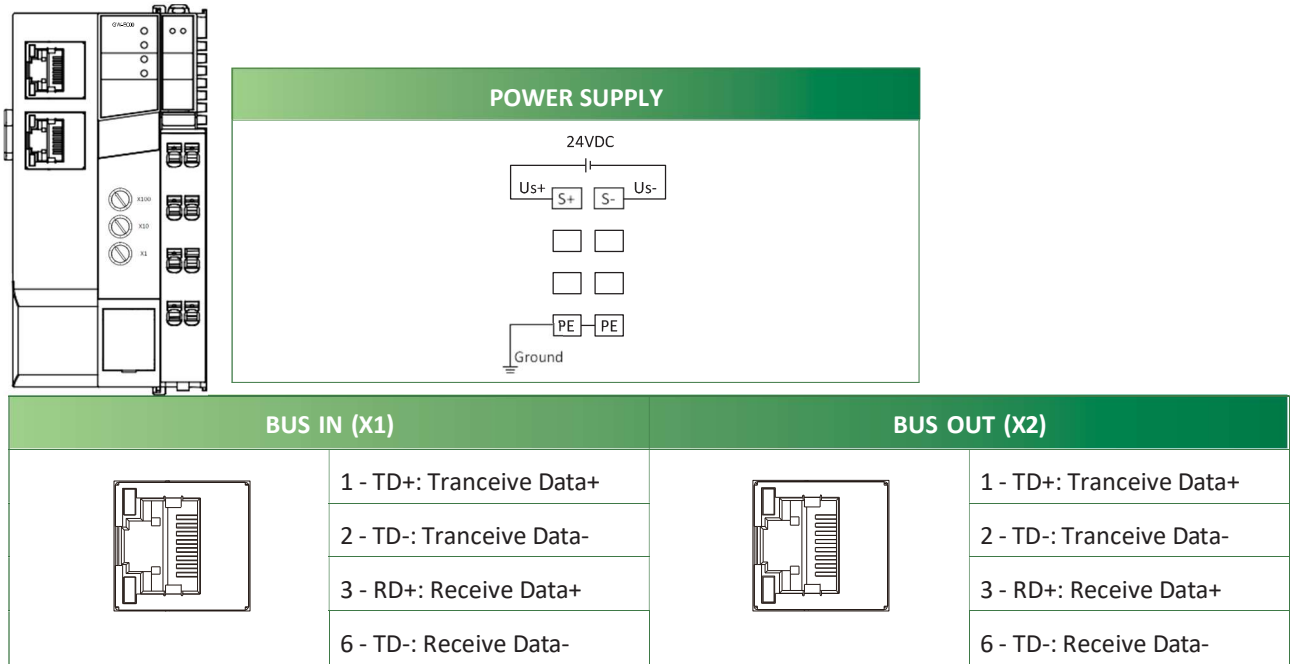 GW-9000
X100
X10
X1
POWER SUPPLY
24VDC
Us+ S+ S- Us-
PE PE
Ground
BUS IN (X1) BUS OUT (X2)
1 - TD+: Tranceive Data+ 1 - TD+: Tranceive Data+
2 - TD-: Tranceive Data- 2 - TD-: Tranceive Data-
3 - RD+: Receive Data+ 3 - RD+: Receive Data+
6 - TD-: Receive Data- 6 - TD-: Receive Data-